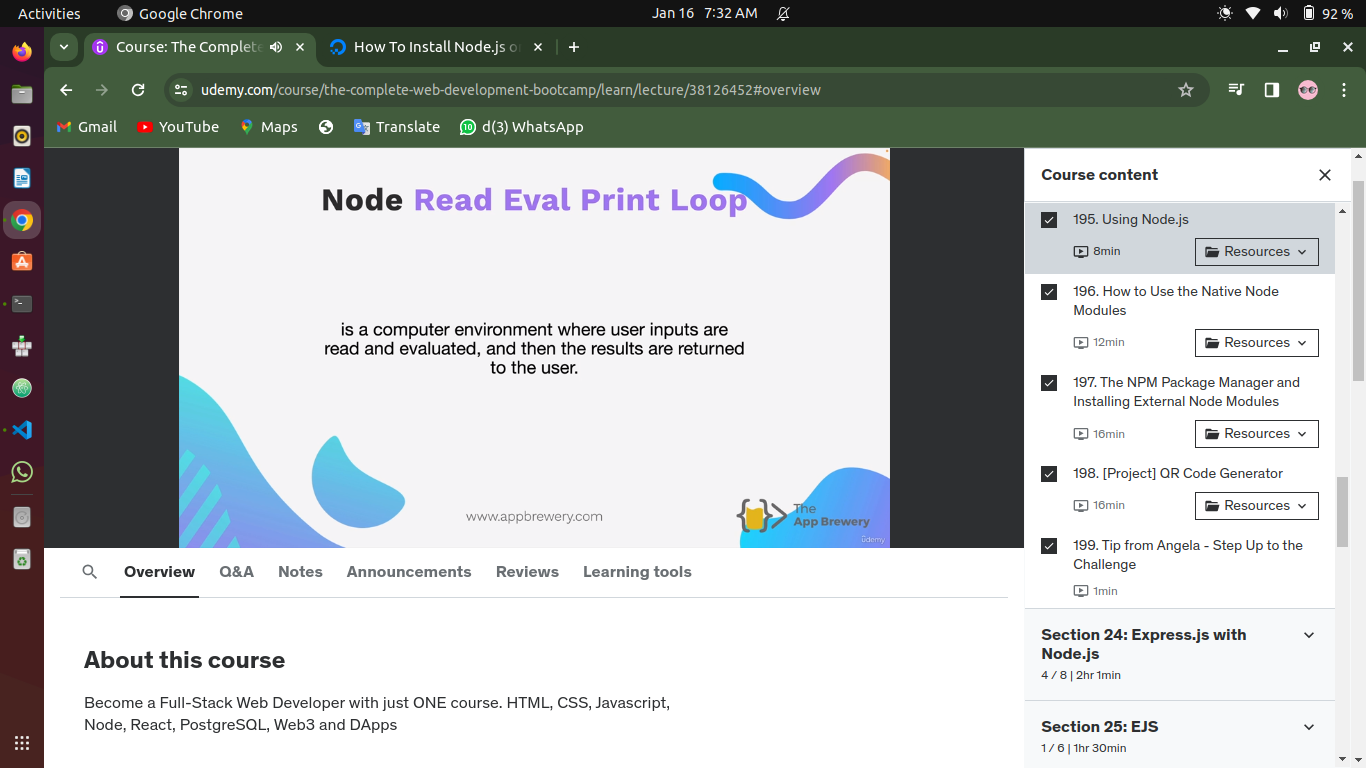 Activities
Google Chrome
Jan 16 7:32 AM
92 %
Course: The Complete
How To Install Node.js o
udemy.com/course/the-complete-web-development-bootcamp/learn/lecture/38126452#overview
Gmail
YouTube
Maps
Translate
10
d(3) WhatsApp
Node Read Eval Print Loop
is a computer environment where user inputs are
read and evaluated, and then the results are returned
to the user.
www.appbrewery.com
The
App Brewery
ûdemy
Course content
195. Using Node.js
8min
Resources
196. How to Use the Native Node
Modules
12min
Resources
197. The NPM Package Manager and
Installing External Node Modules
16min
Resources
198. [Project] QR Code Generator
16min
Resources
199. Tip from Angela - Step Up to the
Challenge
1min
Section 24: Express.js with
Node.js
4 / 8 | 2hr 1min
Section 25: EJS
1 / 6 | 1hr 30min
Overview
Q&A
Notes
Announcements
Reviews
Learning tools
About this course
Become a Full-Stack Web Developer with just ONE course. HTML, CSS, Javascript,
Node, React, PostgreSQL, Web3 and DApps